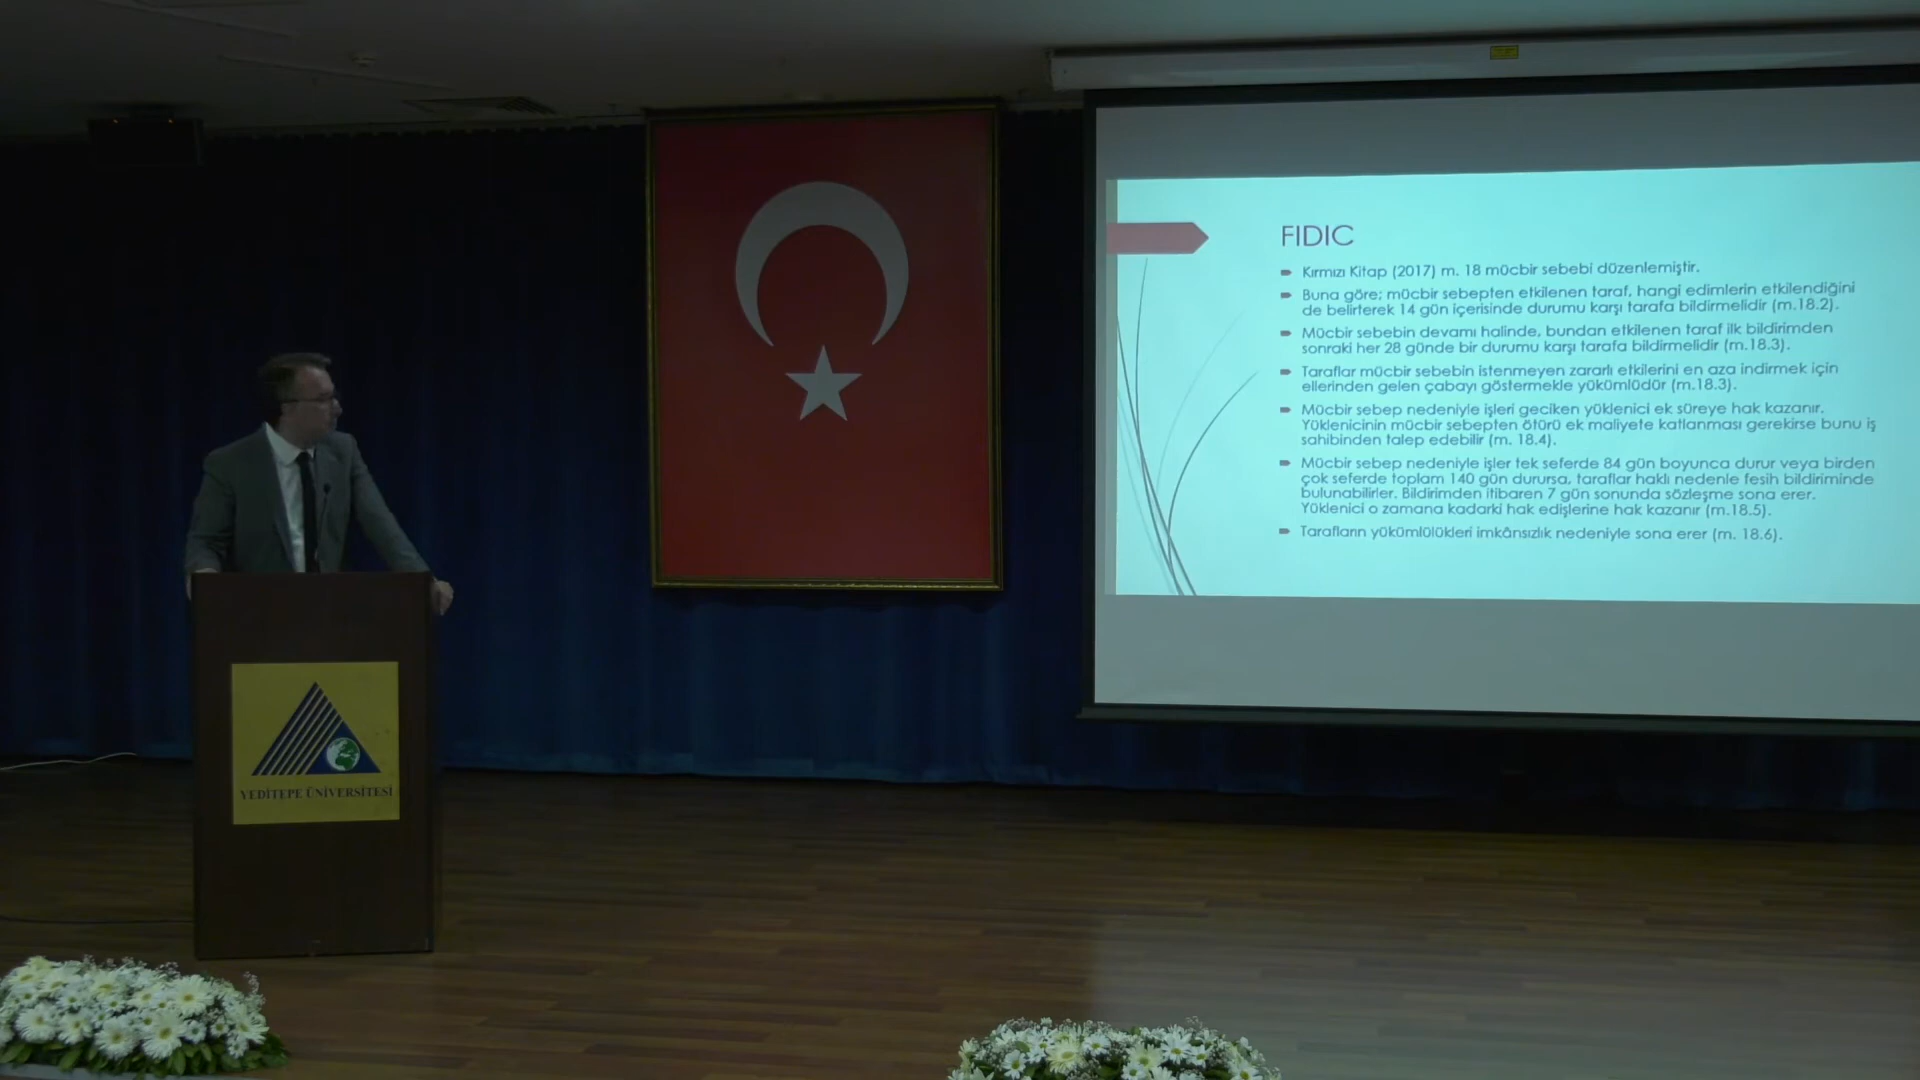 FIDIC
Kırmızı Kitap (2017) m. 18 mücbir sebebi düzenlemiştir.
Buna göre; mücbir sebepten etkilenen taraf, hangi edimlerin etkilendiğini
de belirterek 14 gün içerisinde durumu karşı tarafa bildirmelidir (m.18.2).
Mücbir sebebin devamı halinde, bundan etkilenen taraf ilk bildirimden
sonraki her 28 günde bir durumu karşı tarafa bildirmelidir (m.18.3).
Taraflar mücbir sebebin istenmeyen zararlı etkilerini en aza indirmek için
ellerinden gelen çabayı göstermekle yükümlüdür (m.18.3).
Mücbir sebep nedeniyle işleri geciken yüklenici ek süreye hak kazanır.
Yüklenicinin mücbir sebepten ötürü ek maliyete katlanması gerekirse bunu iş
sahibinden talep edebilir (m. 18.4).
Mücbir sebep nedeniyle işler tek seferde 84 gün boyunca durur veya birden
çok seferde toplam 140 gün durursa, taraflar haklı nedenle fesih bildiriminde
bulunabilirler. Bildirimden itibaren 7 gün sonunda sözleşme sona erer.
Yüklenici o zamana kadarki hak edişlerine hak kazanır (m.18.5).
Tarafların yükümlülükleri imkânsızlık nedeniyle sona erer (m. 18.6).
YEDİTEPE ÜNİVERSİTESİ